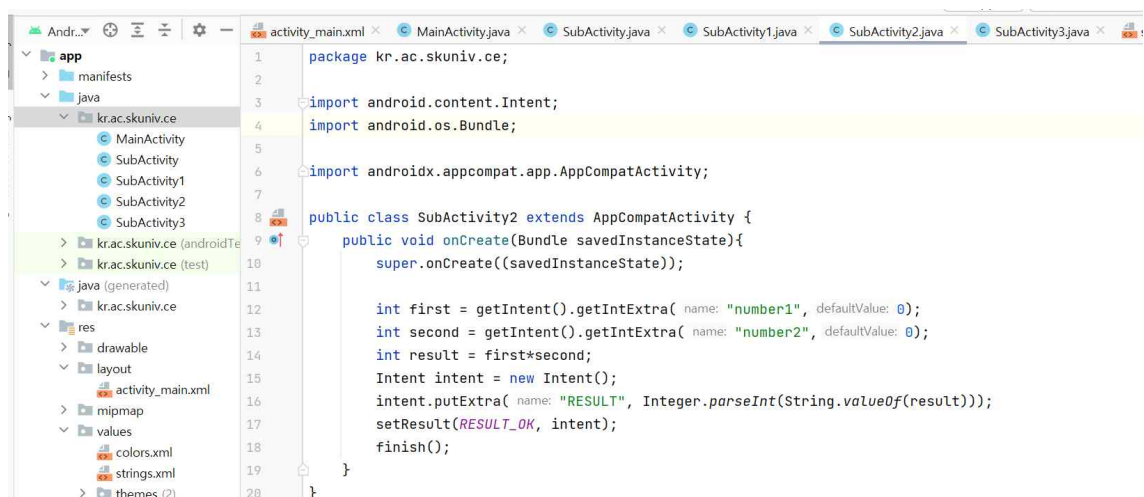 Andr...
activity_main.xml
MainActivity.java
SubActivity.java
SubActivity1.java
SubActivity2.java
SubActivity3.java
app
manifests
java
kr.ac.skuniv.ce
MainActivity
SubActivity
SubActivity1
SubActivity2
SubActivity3
kr.ac.skuniv.ce (androidTe
kr.ac.skuniv.ce (test)
java (generated)
kr.ac.skuniv.ce
res
drawable
layout
activity_main.xml
mipmap
values
colors.xml
strings.xml
themes (2)
1 package kr.ac.skuniv.ce;
2
3 import android.content.Intent;
4 import android.os.Bundle;
5
6 import androidx.appcompat.app.AppCompatActivity;
7
8 public class SubActivity2 extends AppCompatActivity {
9 public void onCreate(Bundle savedInstanceState){
10 super.onCreate((savedInstanceState));
11
12 int first = getIntent().getIntExtra( name: "number1", defaultValue: 0);
13 int second = getIntent().getIntExtra( name: "number2", defaultValue: 0);
14 int result = first*second;
15 Intent intent = new Intent();
16 intent.putExtra( name: "RESULT", Integer.parseInt(String.valueOf(result)));
17 setResult(RESULT_OK, intent);
18 finish();
19 }
20 }